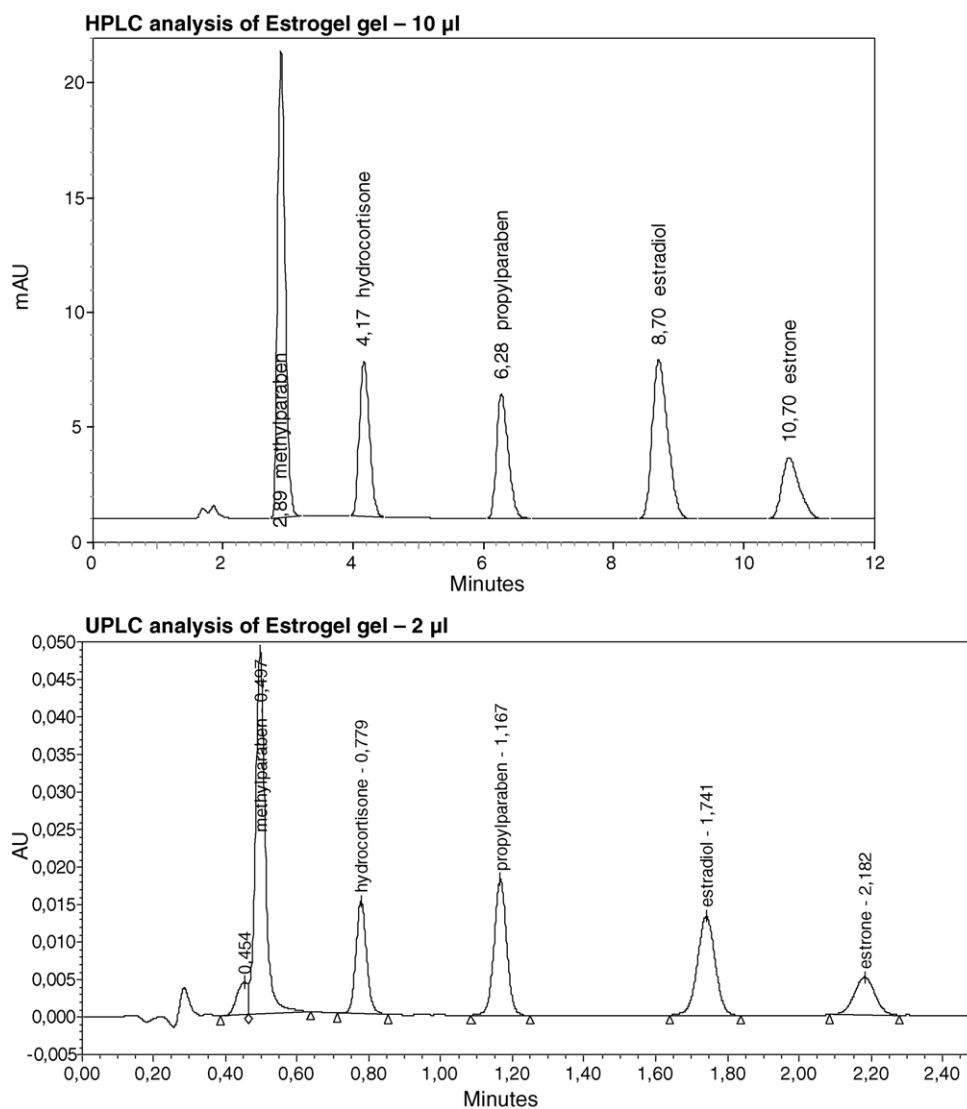 HPLC analysis of Estrogel gel – 10 µl
20
15
10
5
0
mAU
2,89 methylparaben
4,17 hydrocortisone
6,28 propylparaben
8,70 estradiol
10,70 estrone
0 2 4 6 8 10 12
Minutes
UPLC analysis of Estrogel gel – 2 µl
0,050
0,045
0,040
0,035
0,030
0,025
0,020
0,015
0,010
0,005
0,000
-0,005
AU
0,454
methylparaben - 0,497
hydrocortisone - 0,779
propylparaben - 1,167
estradiol - 1,741
estrone - 2,182
0,00 0,20 0,40 0,60 0,80 1,00 1,20 1,40 1,60 1,80 2,00 2,20 2,40
Minutes